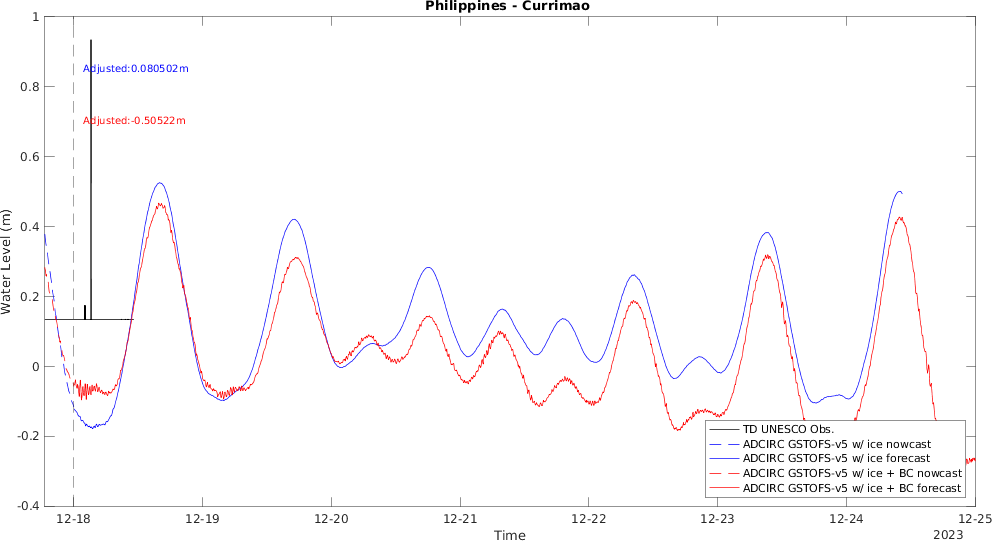 Philippines - Currimao
Water Level (m)
1
0.8
0.6
0.4
0.2
0
-0.2
-0.4
Adjusted:0.080502m
Adjusted:-0.50522m
TD UNESCO Obs.
ADCIRC GSTOFS-v5 w/ ice nowcast
ADCIRC GSTOFS-v5 w/ ice forecast
ADCIRC GSTOFS-v5 w/ ice + BC nowcast
ADCIRC GSTOFS-v5 w/ ice + BC forecast
12-18 12-19 12-20 12-21 12-22 12-23 12-24 12-25
Time
2023